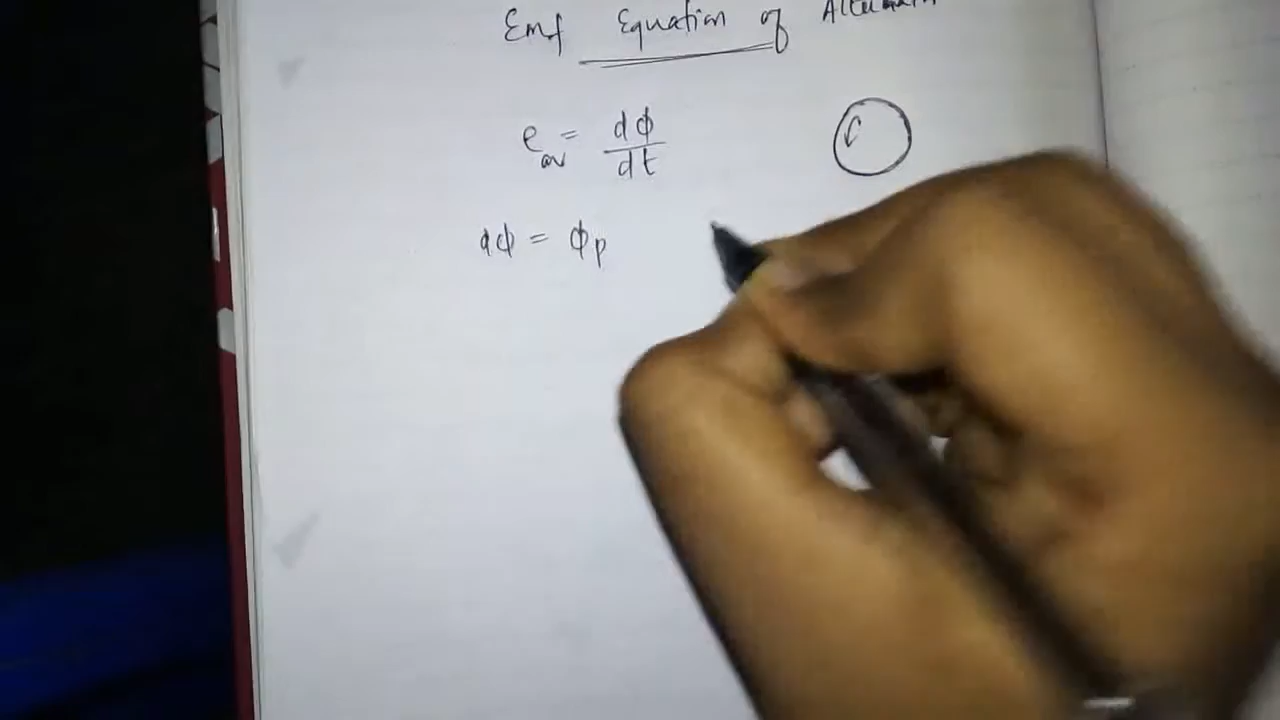 Emf Equation of
e_av = dϕ/dt
dϕ = ϕp